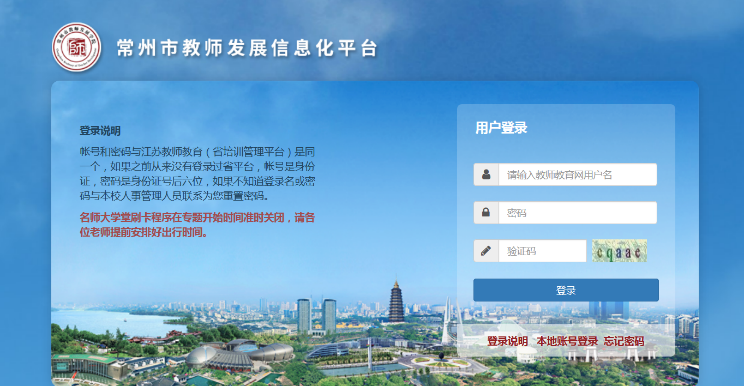 常州市教师发展信息化平台
登录说明
帐号和密码与江苏教师教育（省培训管理平台）是同
一个，如果之前从来没有登录过省平台，帐号是身份
证，密码是身份证号后六位，如果不知道登录名或密
码与本校人事管理人员联系为您重置密码。
名师大学堂刷卡程序在专题开始时间准时关闭，请各
位老师提前安排好出行时间。
用户登录
请输入教师教育网用户名
密码
验证码
cqaac
登录
登录说明 本地账号登录 忘记密码